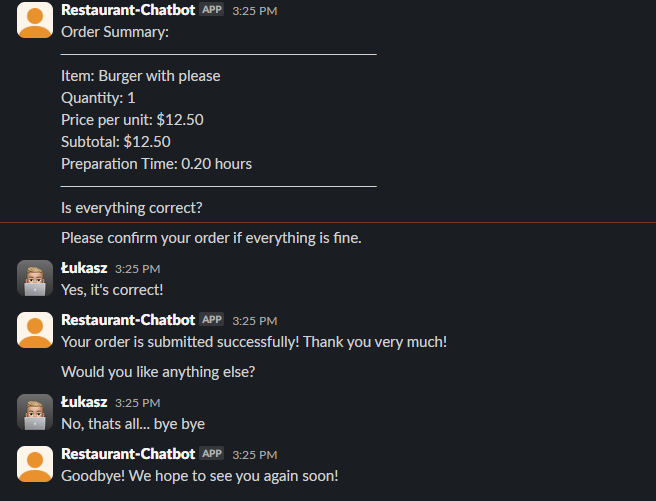 Restaurant-Chatbot APP 3:25 PM
Order Summary:
Item: Burger with please
Quantity: 1
Price per unit: $12.50
Subtotal: $12.50
Preparation Time: 0.20 hours
Is everything correct?
Please confirm your order if everything is fine.
Łukasz 3:25 PM
Yes, it's correct!
Restaurant-Chatbot APP 3:25 PM
Your order is submitted successfully! Thank you very much!
Would you like anything else?
Łukasz 3:25 PM
No, thats all... bye bye
Restaurant-Chatbot APP 3:25 PM
Goodbye! We hope to see you again soon!